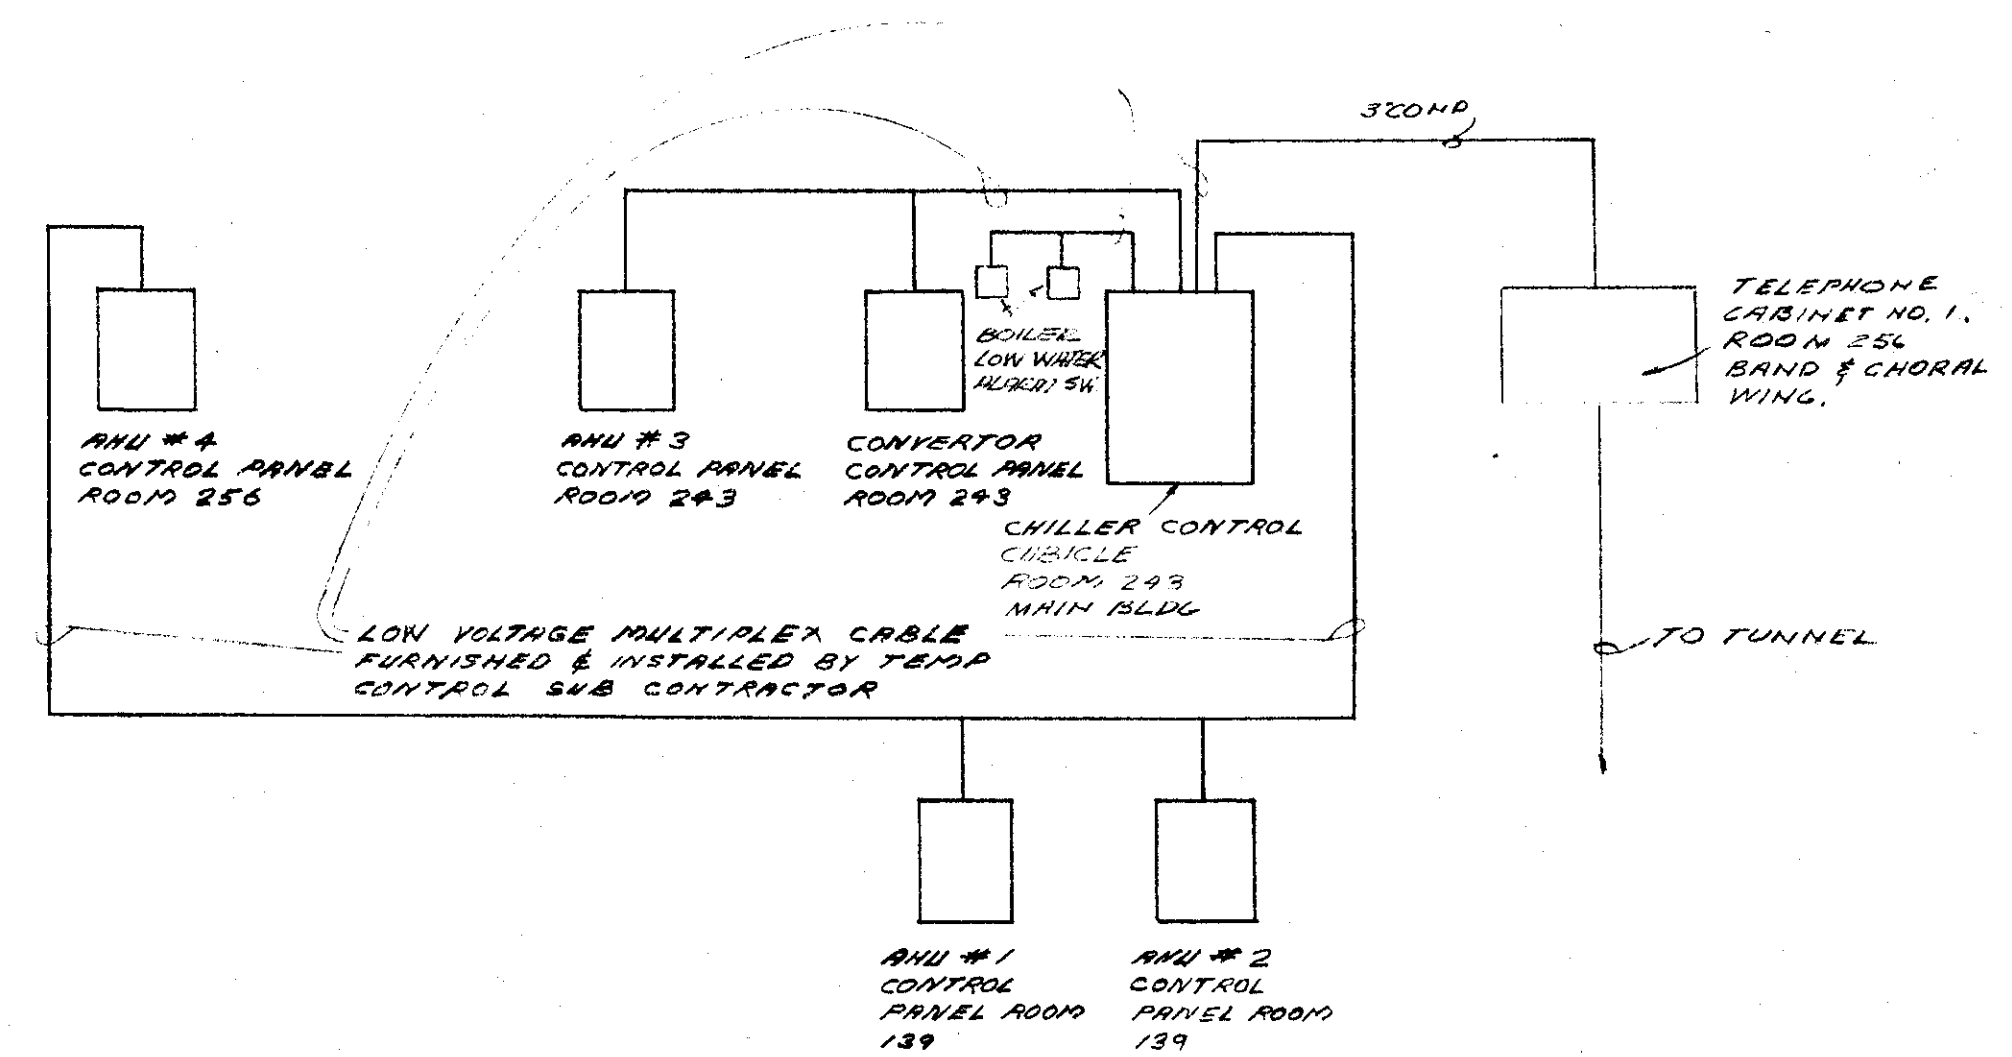 3"COND
TELEPHONE
CABINET NO. 1.
ROOM 256
BAND & CHORAL
WING.
BOILER
LOW WATER
ALARM SW.
AHU # 4
CONTROL PANEL
ROOM 256
AHU # 3
CONTROL PANEL
ROOM 243
CONVERTOR
CONTROL PANEL
ROOM 243
CHILLER CONTROL
CUBICLE
ROOM 243
MAIN BLDG
LOW VOLTAGE MULTIPLEX CABLE
FURNISHED & INSTALLED BY TEMP
CONTROL SUB CONTRACTOR
TO TUNNEL
AHU # 1
CONTROL
PANEL ROOM
139
AHU # 2
CONTROL
PANEL ROOM
139